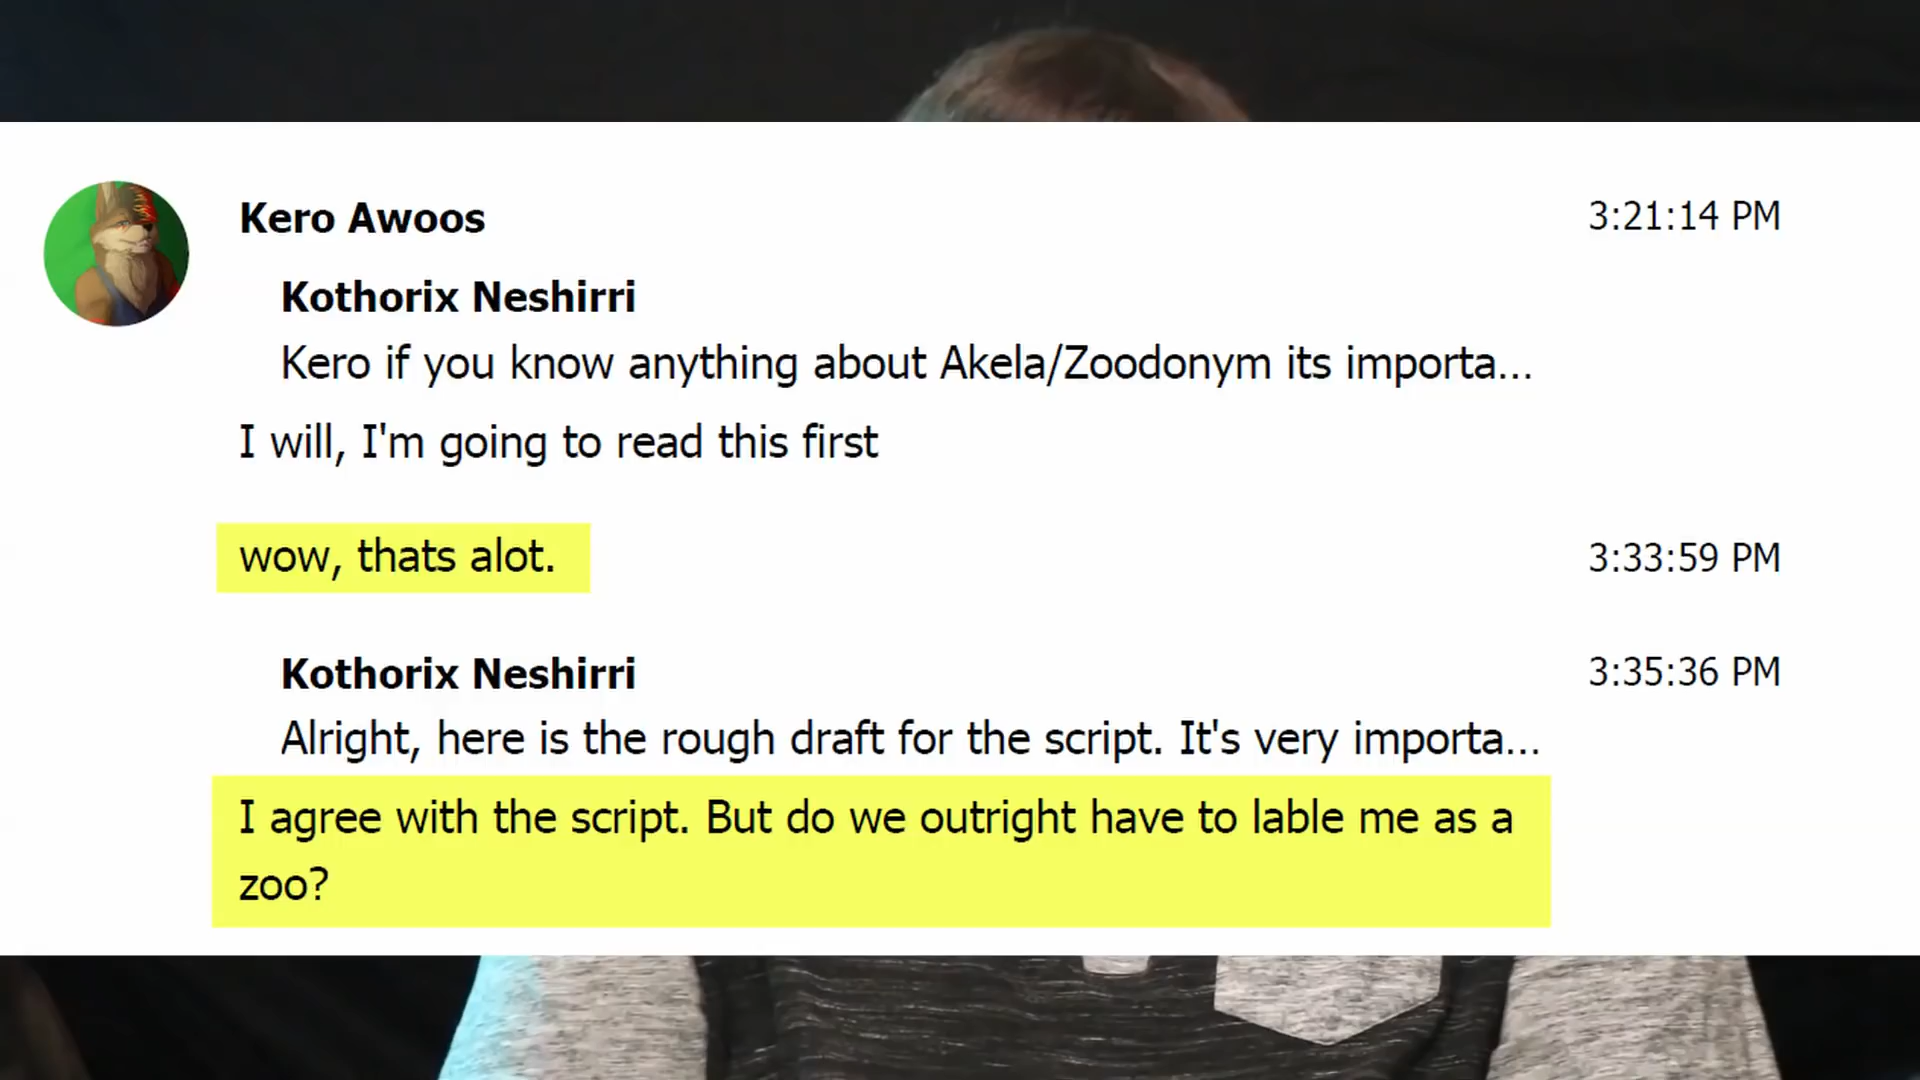 Kero Awoos
3:21:14 PM
Kothorix Neshirri
Kero if you know anything about Akela/Zoodonym its importa...
I will, I'm going to read this first
wow, thats alot.
3:33:59 PM
Kothorix Neshirri
3:35:36 PM
Alright, here is the rough draft for the script. It's very importa...
I agree with the script. But do we outright have to lable me as a
zoo?